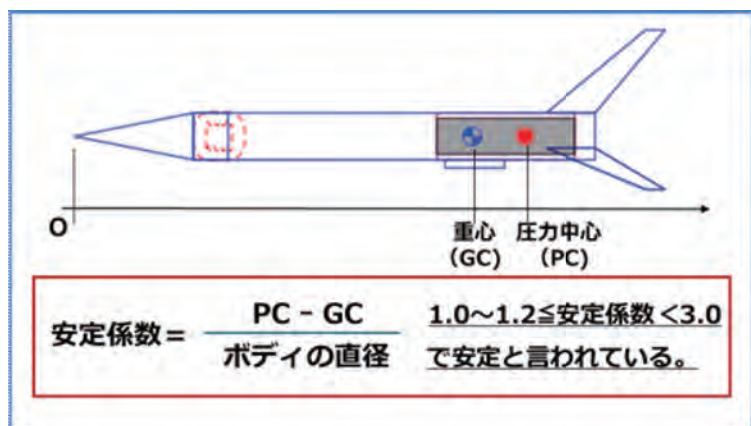 O
重心
(GC)
圧力中心
(PC)
安定係数＝
PC − GC
ボディの直径
1.0～1.2≦安定係数＜3.0
で安定と言われている。